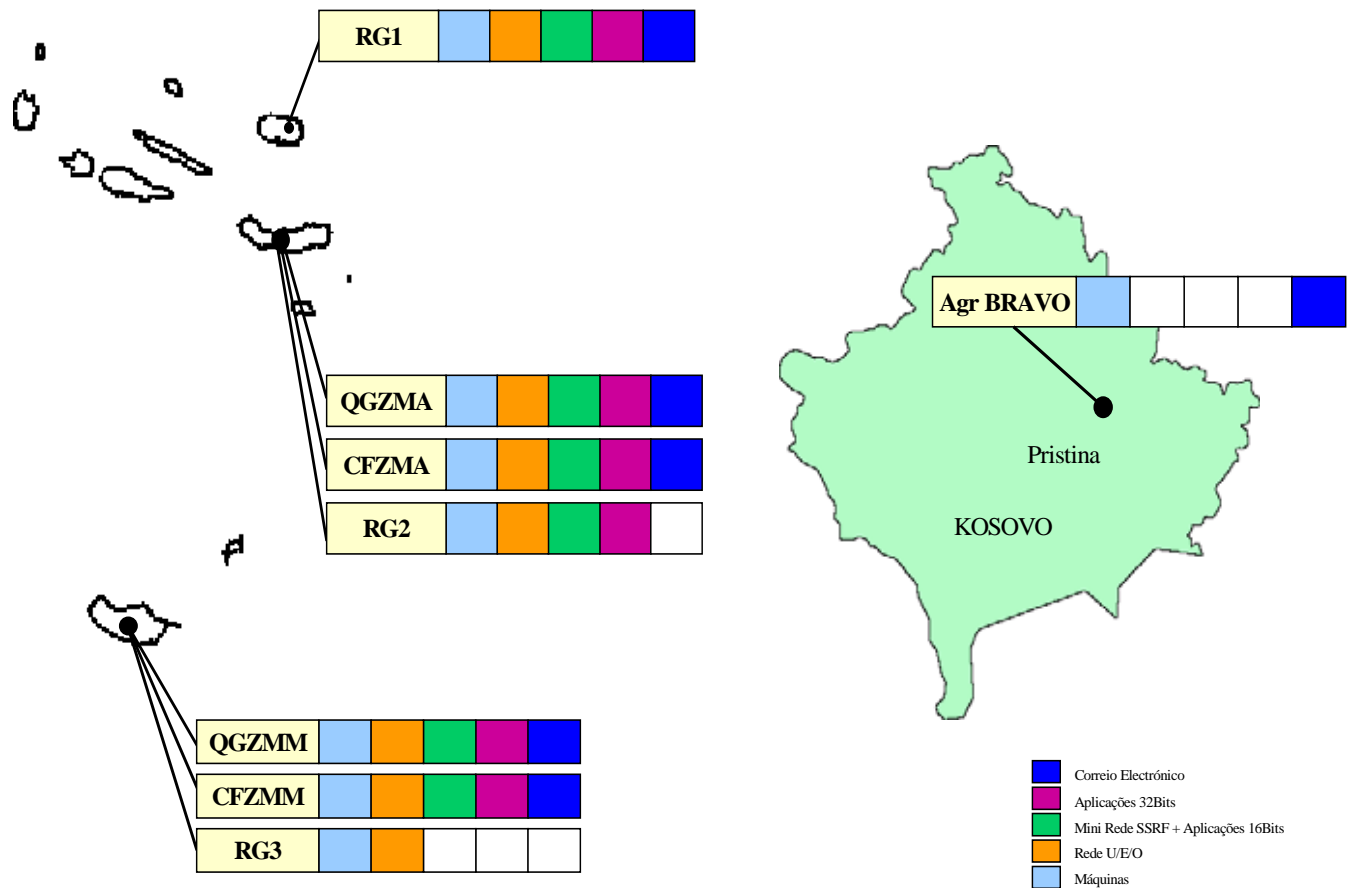 RG1
Agr BRAVO
QGZMA
CFZMA
RG2
Pristina
KOSOVO
QGZMM
CFZMM
RG3
Correio Electrónico
Aplicações 32Bits
Mini Rede SSRF + Aplicações 16Bits
Rede U/E/O
Máquinas